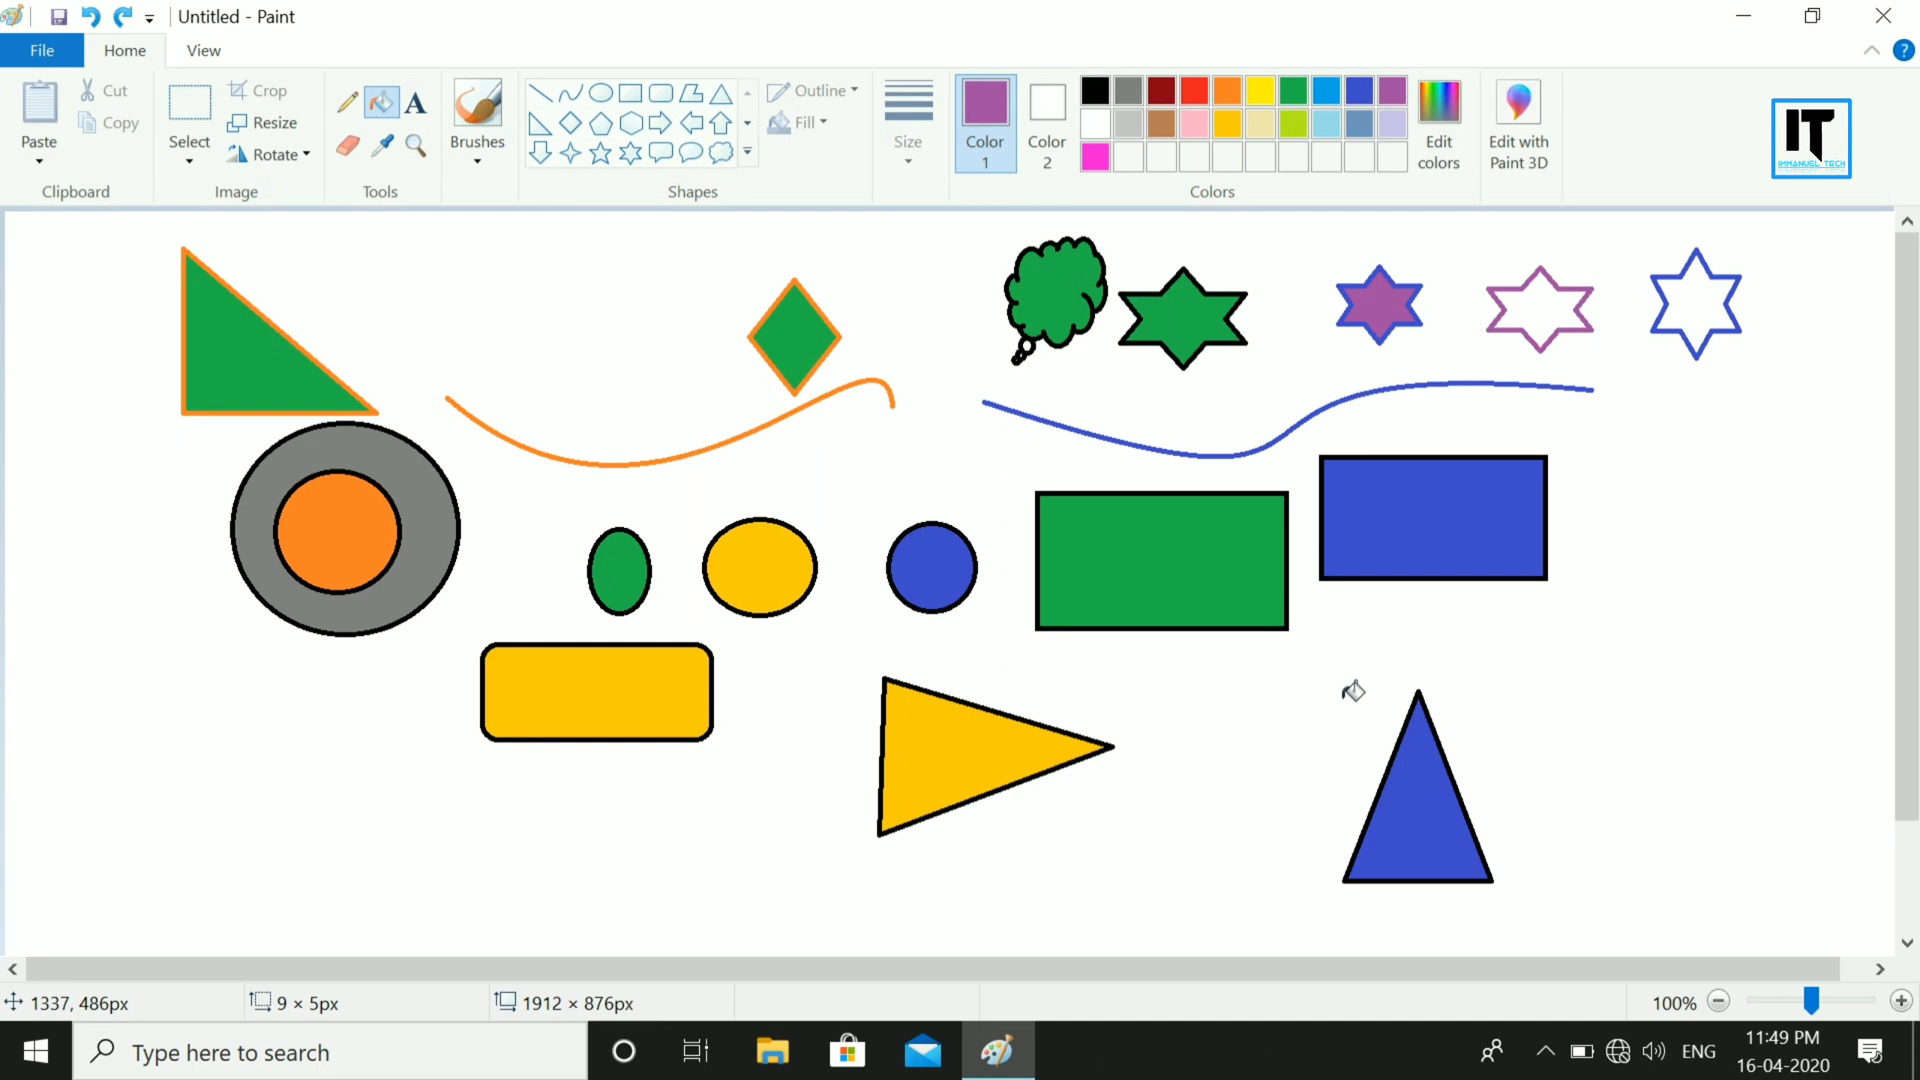 Untitled - Paint
File Home View
Paste
Cut
Copy
Clipboard
Select
Crop
Resize
Rotate
Image
A
Tools
Brushes
Shapes
Outline
Fill
Size
Color 1
Color 2
Colors
Edit colors
Edit with Paint 3D
IT
IMMANUEL TECH
1337, 486px
9 × 5px
1912 × 876px
100%
Type here to search
ENG
11:49 PM
16-04-2020